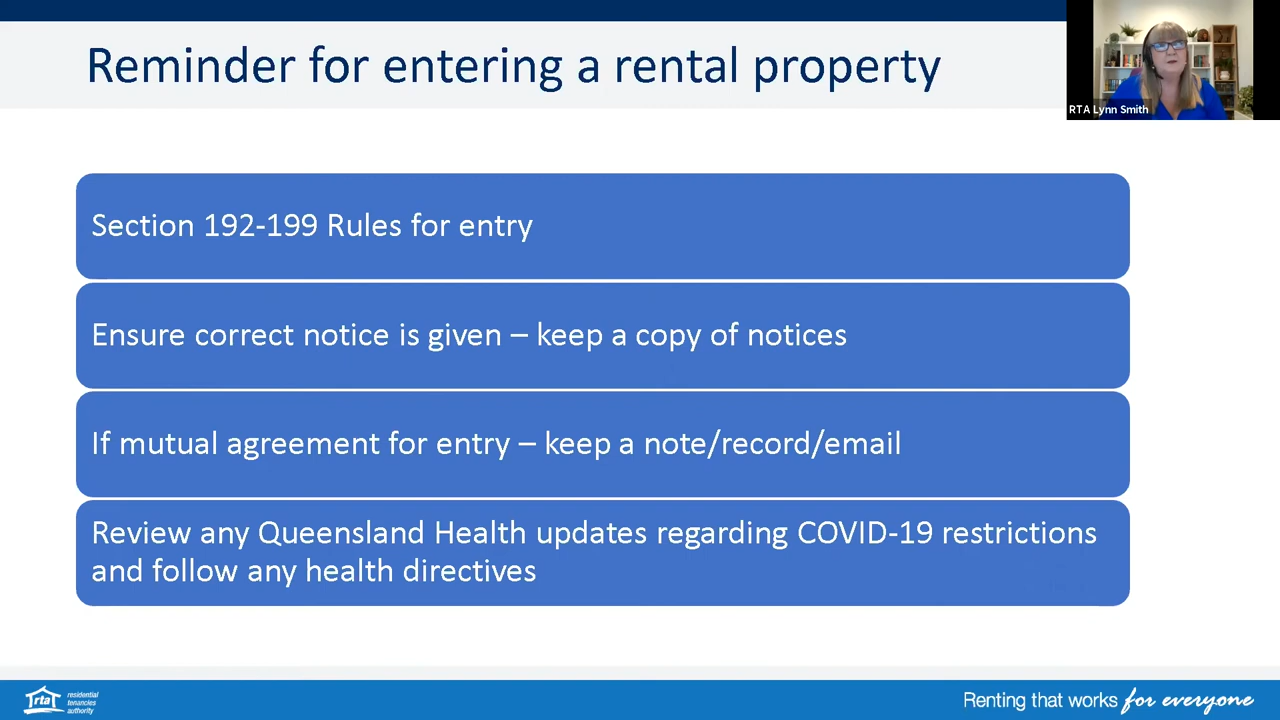 Reminder for entering a rental property
RTA Lynn Smith
Section 192-199 Rules for entry
Ensure correct notice is given – keep a copy of notices
If mutual agreement for entry – keep a note/record/email
Review any Queensland Health updates regarding COVID-19 restrictions
and follow any health directives
rta
residential
tenancies
authority
Renting that works for everyone